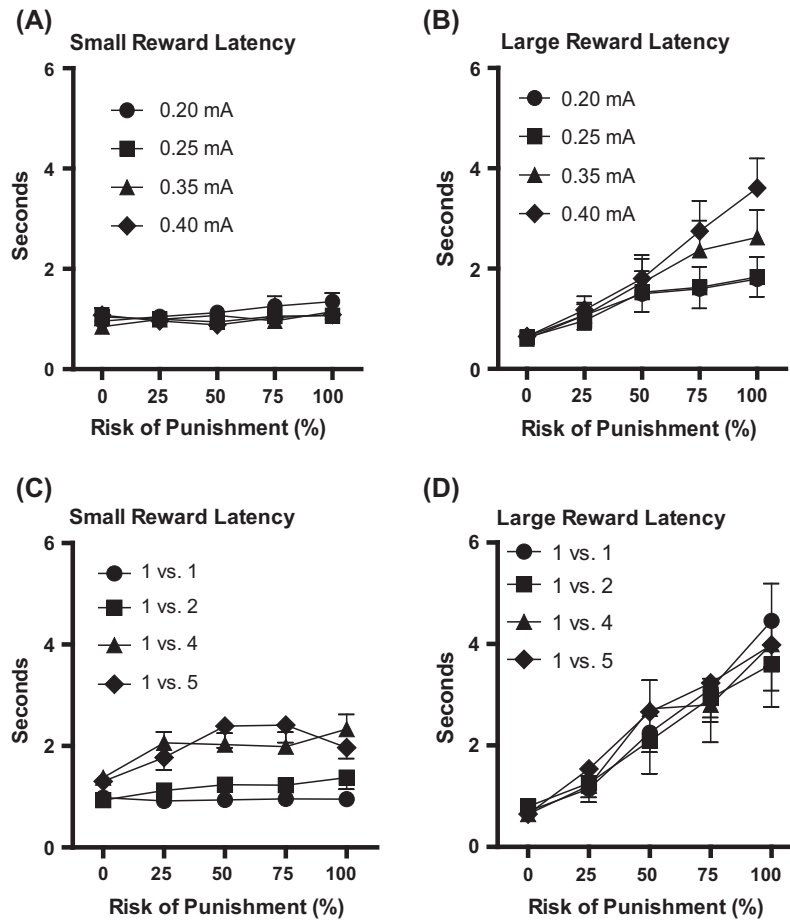 (A)
Small Reward Latency
6
4
2
0
Seconds
0.20 mA
0.25 mA
0.35 mA
0.40 mA
0 25 50 75 100
Risk of Punishment (%)
(B)
Large Reward Latency
6
4
2
0
Seconds
0.20 mA
0.25 mA
0.35 mA
0.40 mA
0 25 50 75 100
Risk of Punishment (%)
(C)
Small Reward Latency
6
4
2
0
Seconds
1 vs. 1
1 vs. 2
1 vs. 4
1 vs. 5
0 25 50 75 100
Risk of Punishment (%)
(D)
Large Reward Latency
6
4
2
0
Seconds
1 vs. 1
1 vs. 2
1 vs. 4
1 vs. 5
0 25 50 75 100
Risk of Punishment (%)